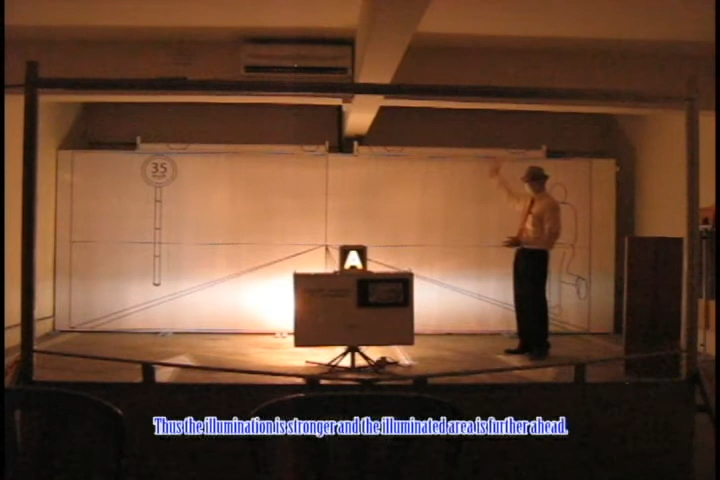 35
A
Thus the illumination is stronger and the illuminated area is further ahead.